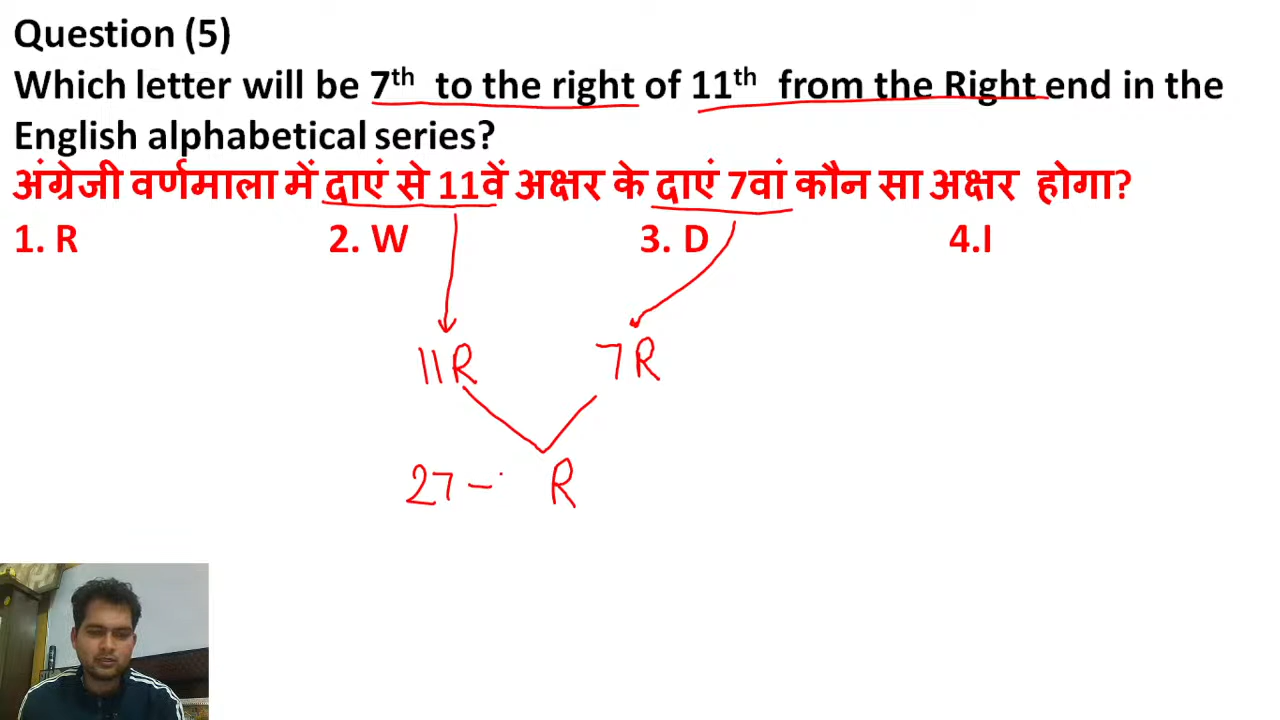 Question (5)
Which letter will be 7th to the right of 11th from the Right end in the
English alphabetical series?
अंग्रेजी वर्णमाला में दाएं से 11वें अक्षर के दाएं 7वां कौन सा अक्षर होगा?
1. R 2. W 3. D 4.I
11R 7R
27 - R